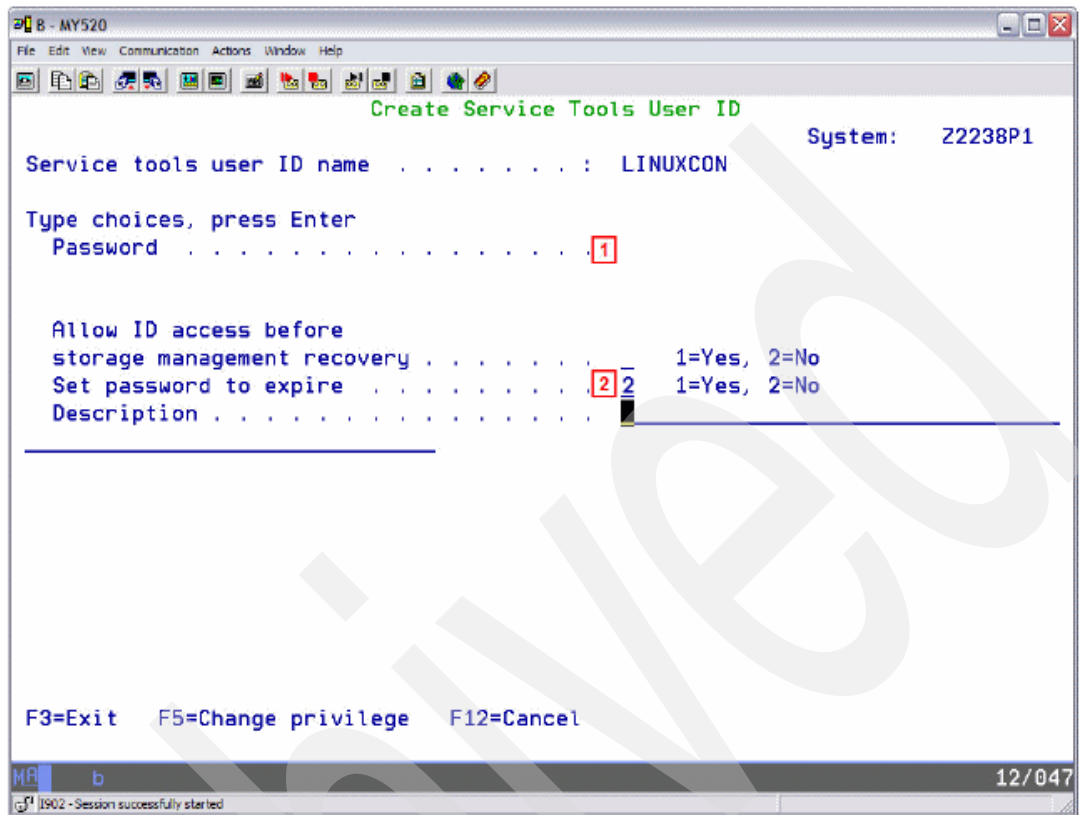 B - MY520
File Edit View Communication Actions Window Help
Create Service Tools User ID
System: Z2238P1
Service tools user ID name . . . . . . . : LINUXCON
Type choices, press Enter
Password . . . . . . . . . . . . . . . . 1
Allow ID access before
storage management recovery . . . . . . . _ 1=Yes, 2=No
Set password to expire . . . . . . . . . 2 2 1=Yes, 2=No
Description . . . . . . . . . . . . . . .
F3=Exit F5=Change privilege F12=Cancel
MA b 12/047
I902 - Session successfully started
hived